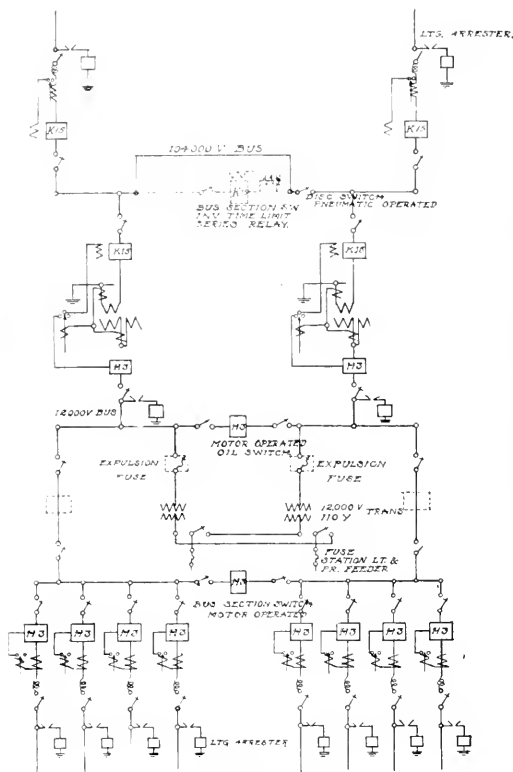 LTG. ARRESTER.
K15
K15
104000 V BUS
BUS SECTION SW
INV. TIME LIMIT
SERIES RELAY.
DISC SWITCH
PNEUMATIC OPERATED
K15
K15
H3
H3
12000V BUS
H3
MOTOR OPERATED
OIL SWITCH
EXPULSION
FUSE
EXPULSION
FUSE
12,000 V
110 V
TRANS
FUSE
STATION LT. &
PR. FEEDER
H3
BUS SECTION SWITCH
MOTOR OPERATED
H3
H3
H3
H3
H3
H3
H3
H3
LTG ARRESTER